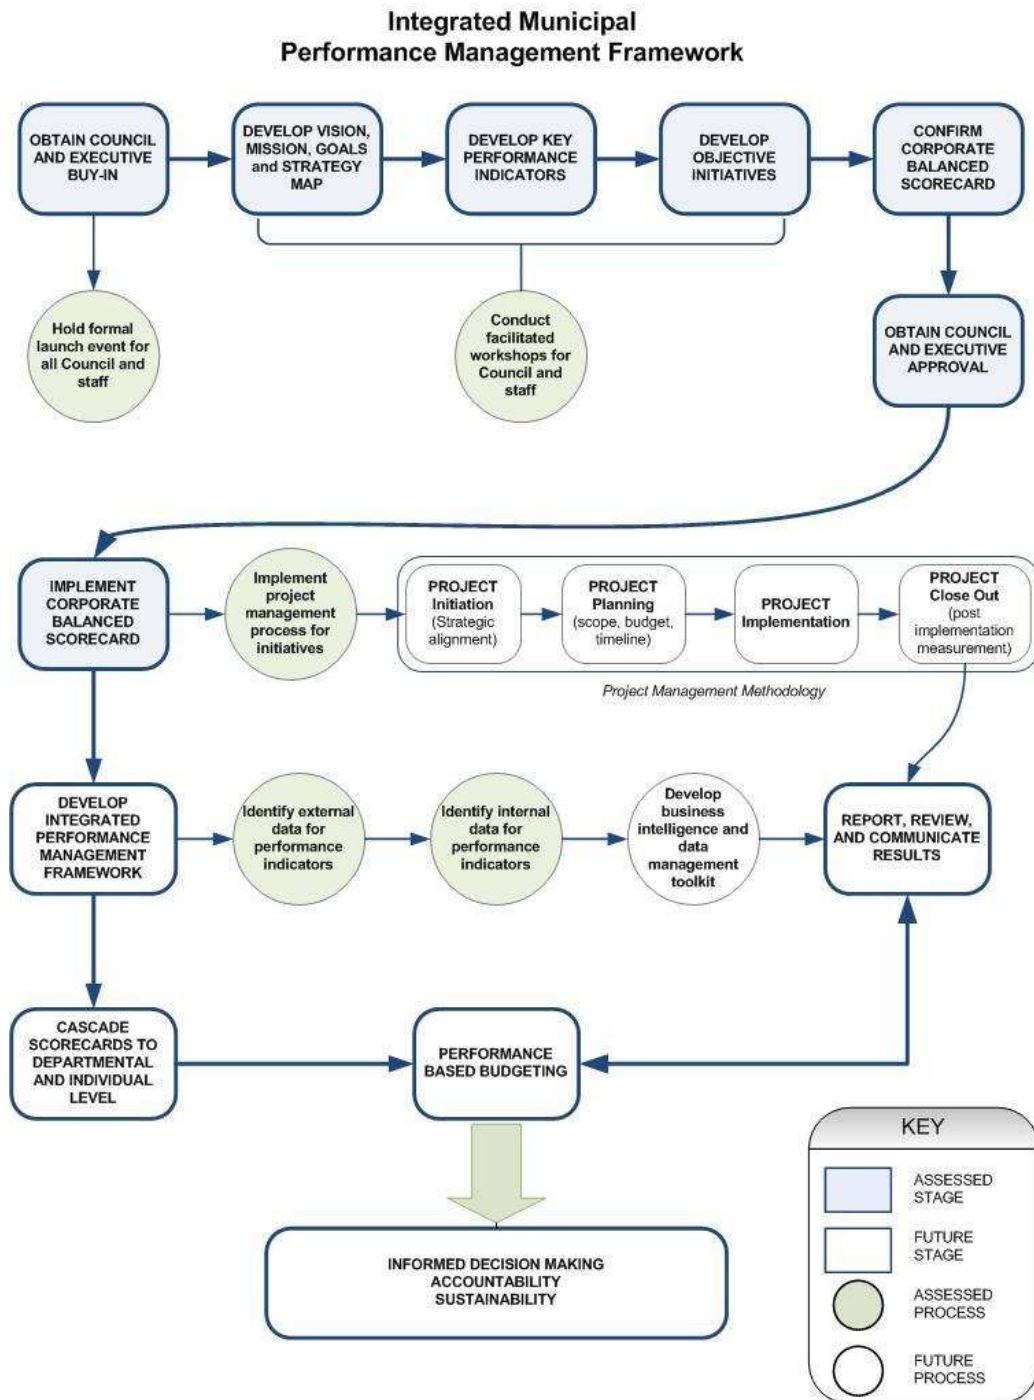 Integrated Municipal
Performance Management Framework
OBTAIN COUNCIL
AND EXECUTIVE
BUY-IN
DEVELOP VISION,
MISSION, GOALS
and STRATEGY
MAP
DEVELOP KEY
PERFORMANCE
INDICATORS
DEVELOP
OBJECTIVE
INITIATIVES
CONFIRM
CORPORATE
BALANCED
SCORECARD
Hold formal
launch event for
all Council and
staff
Conduct
facilitated
workshops for
Council and
staff
OBTAIN COUNCIL
AND EXECUTIVE
APPROVAL
IMPLEMENT
CORPORATE
BALANCED
SCORECARD
Implement
project
management
process for
initiatives
PROJECT
Initiation
(Strategic
alignment)
PROJECT
Planning
(scope, budget,
timeline)
PROJECT
Implementation
PROJECT
Close Out
(post
implementation
measurement)
Project Management Methodology
DEVELOP
INTEGRATED
PERFORMANCE
MANAGEMENT
FRAMEWORK
Identify external
data for
performance
indicators
Identify internal
data for
performance
indicators
Develop
business
intelligence and
data
management
toolkit
REPORT, REVIEW,
AND COMMUNICATE
RESULTS
CASCADE
SCORECARDS TO
DEPARTMENTAL
AND INDIVIDUAL
LEVEL
PERFORMANCE
BASED BUDGETING
INFORMED DECISION MAKING
ACCOUNTABILITY
SUSTAINABILITY
KEY
ASSESSED
STAGE
FUTURE
STAGE
ASSESSED
PROCESS
FUTURE
PROCESS